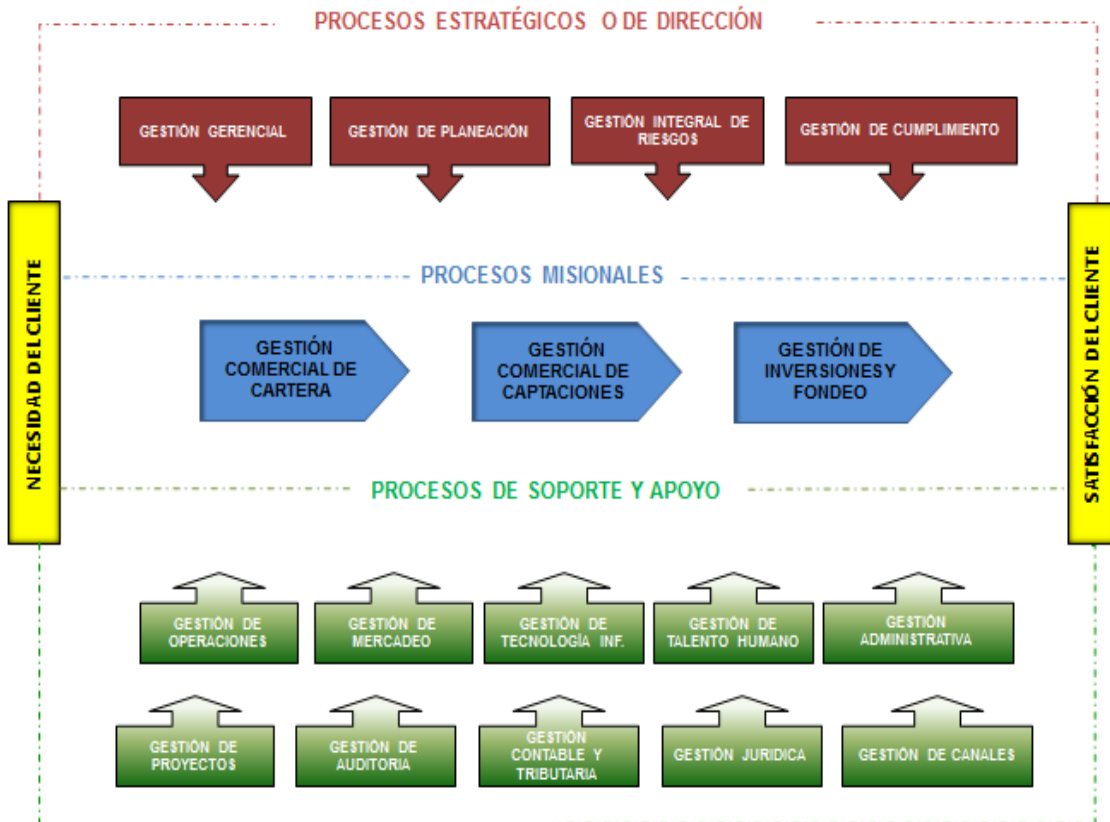 PROCESOS ESTRATÉGICOS O DE DIRECCIÓN
GESTIÓN GERENCIAL
GESTIÓN DE PLANEACIÓN
GESTIÓN INTEGRAL DE
RIESGOS
GESTIÓN DE CUMPLIMIENTO
NECESIDAD DEL CLIENTE
PROCESOS MISIONALES
GESTIÓN
COMERCIAL DE
CARTERA
GESTIÓN
COMERCIAL DE
CAPTACIONES
GESTIÓN DE
INVERSIONES Y
FONDEO
SATISFACCIÓN DEL CLIENTE
PROCESOS DE SOPORTE Y APOYO
GESTIÓN DE
OPERACIONES
GESTIÓN DE
MERCADEO
GESTIÓN DE
TECNOLOGÍA INF.
GESTIÓN DE
TALENTO HUMANO
GESTIÓN
ADMINISTRATIVA
GESTIÓN DE
PROYECTOS
GESTIÓN DE
AUDITORIA
GESTIÓN
CONTABLE Y
TRIBUTARIA
GESTIÓN JURIDICA
GESTIÓN DE CANALES